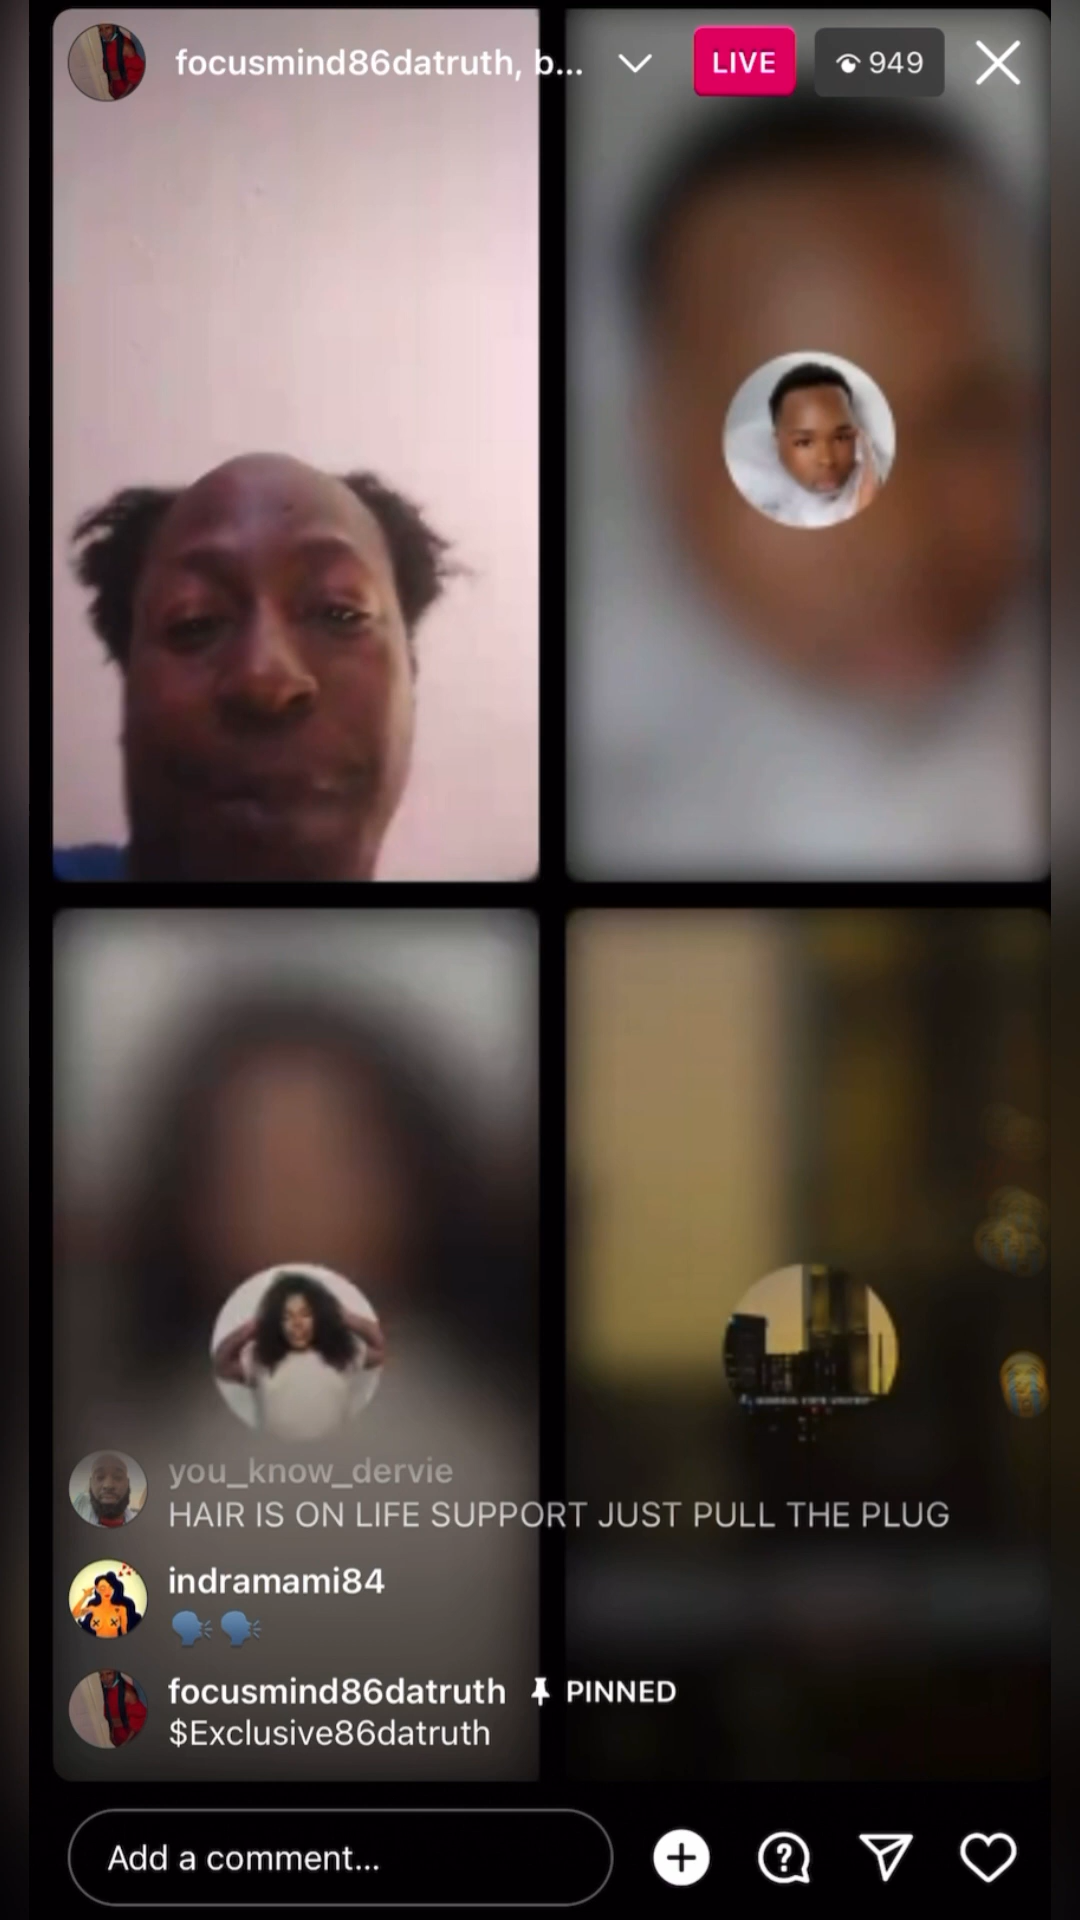 focusmind86datruth, b...
LIVE
949
you_know_dervie
HAIR IS ON LIFE SUPPORT JUST PULL THE PLUG
indramami84
focusmind86datruth PINNED
$Exclusive86datruth
Add a comment...